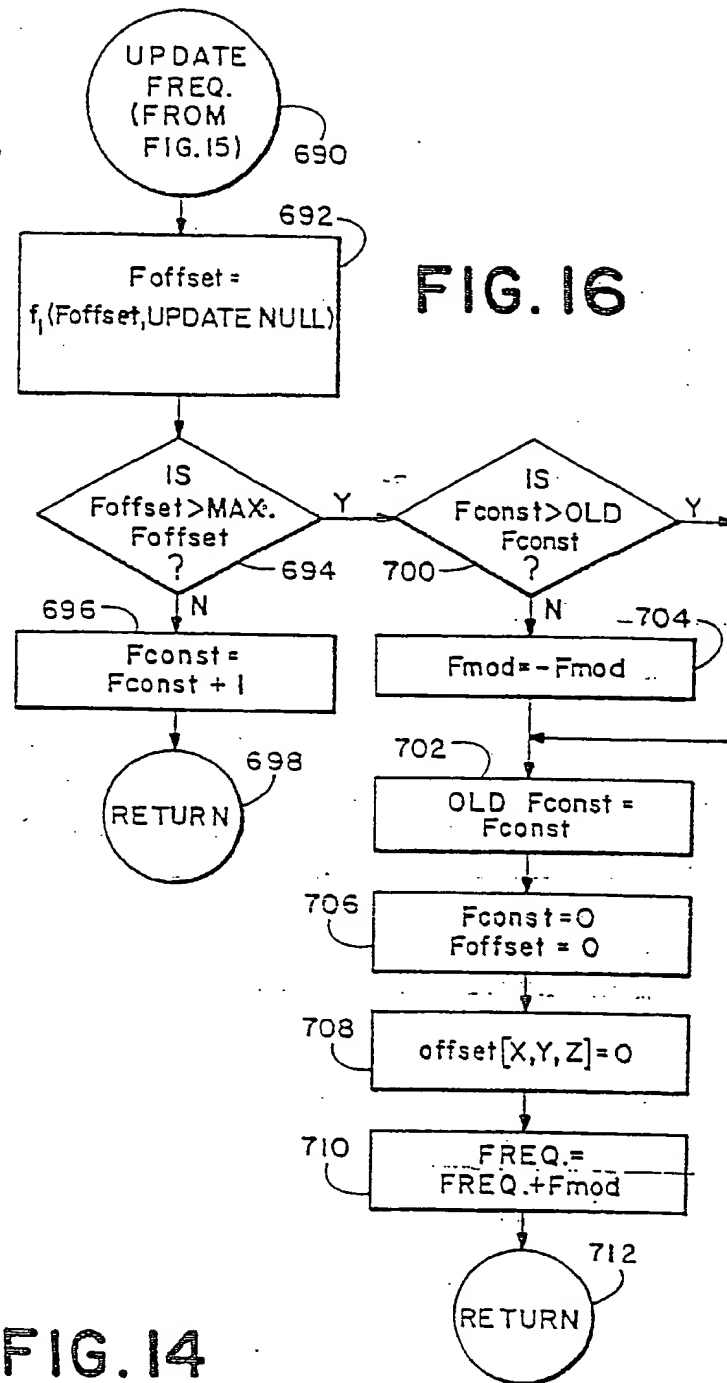 UPDATE
FREQ.
(FROM
FIG.15)
690
692
Foffset =
f₁(Foffset,UPDATE NULL)
FIG.16
IS
Foffset>MAX.
Foffset
?
694
Y
N
IS
Fconst>OLD
Fconst
?
700
Y
N
696
Fconst=
Fconst + 1
698
RETURN
704
Fmod=-Fmod
702
OLD Fconst=
Fconst
706
Fconst=0
Foffset = 0
708
offset[X,Y,Z]=0
710
FREQ.=
FREQ.+Fmod
712
RETURN
FIG.14